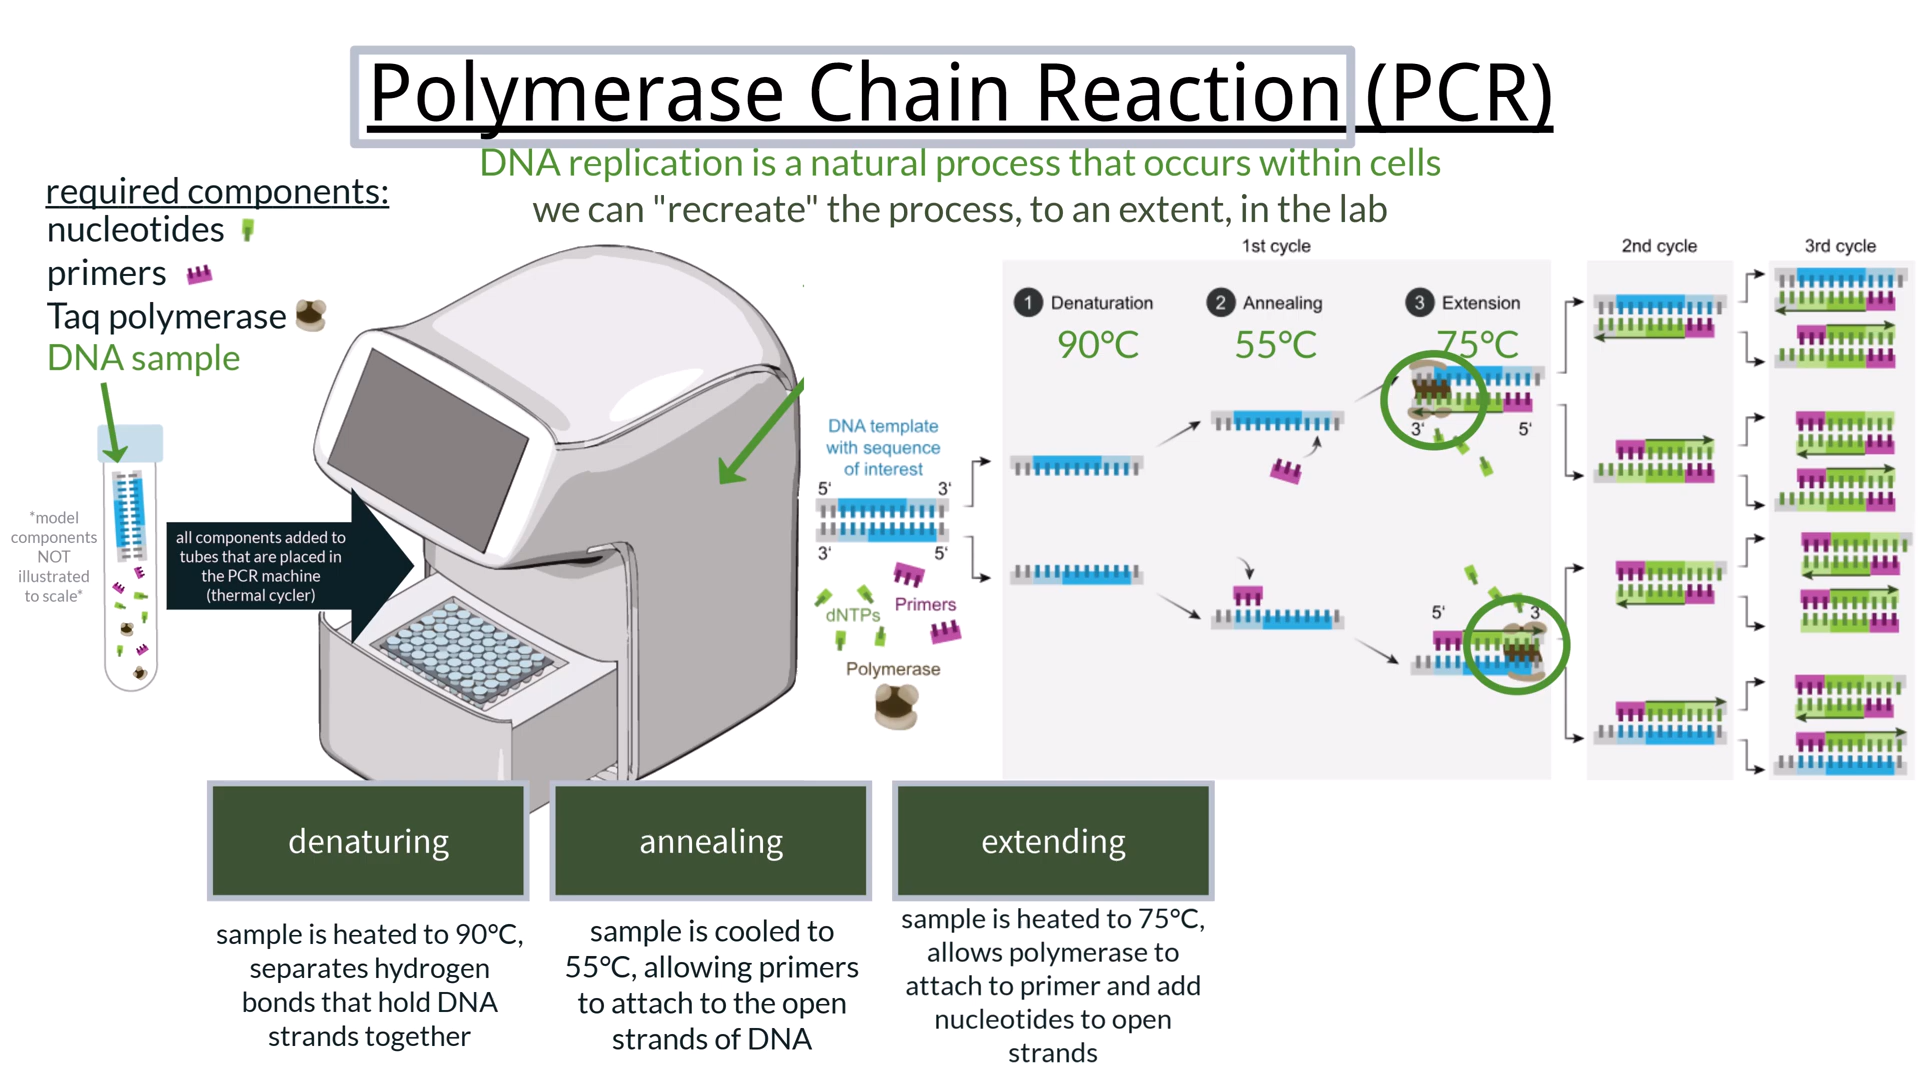 Polymerase Chain Reaction (PCR)
DNA replication is a natural process that occurs within cells
we can "recreate" the process, to an extent, in the lab
required components:
nucleotides
primers
Taq polymerase
DNA sample
*model
components
NOT
illustrated
to scale*
all components added to
tubes that are placed in
the PCR machine
(thermal cycler)
DNA template
with sequence
of interest
5' 3'
3' 5'
dNTPs
Primers
Polymerase
1st cycle
1 Denaturation
90°C
2 Annealing
55°C
3 Extension
75°C
3' 5'
5' 3'
2nd cycle
3rd cycle
denaturing
sample is heated to 90°C,
separates hydrogen
bonds that hold DNA
strands together
annealing
sample is cooled to
55°C, allowing primers
to attach to the open
strands of DNA
extending
sample is heated to 75°C,
allows polymerase to
attach to primer and add
nucleotides to open
strands